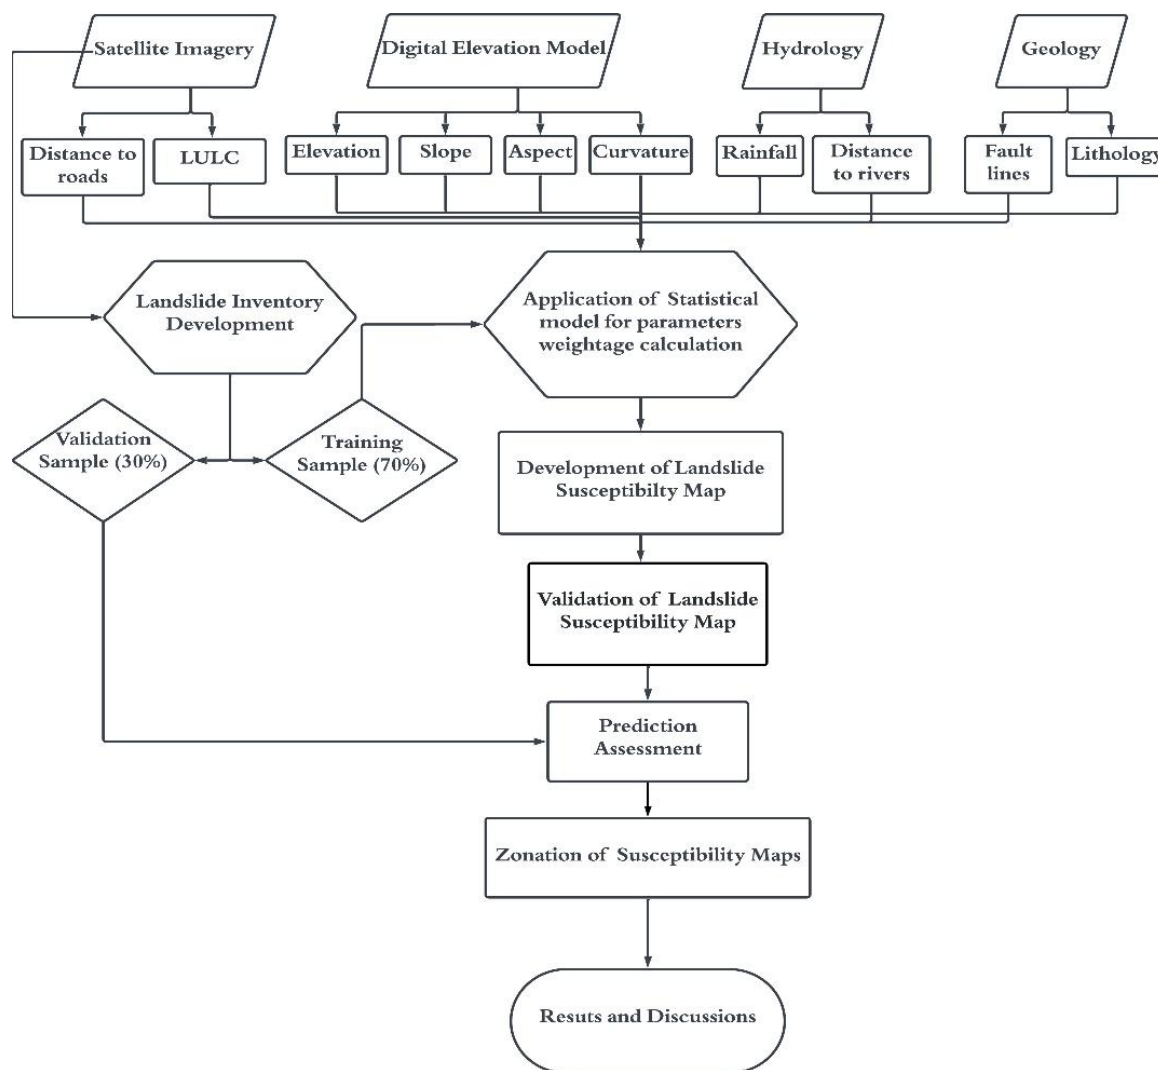 Satellite Imagery
Digital Elevation Model
Hydrology
Geology
Distance to
roads
LULC
Elevation
Slope
Aspect
Curvature
Rainfall
Distance
to rivers
Fault
lines
Lithology
Landslide Inventory
Development
Application of Statistical
model for parameters
weightage calculation
Validation
Sample (30%)
Training
Sample (70%)
Development of Landslide
Susceptibilty Map
Validation of Landslide
Susceptibility Map
Prediction
Assessment
Zonation of Susceptibility Maps
Resuts and Discussions